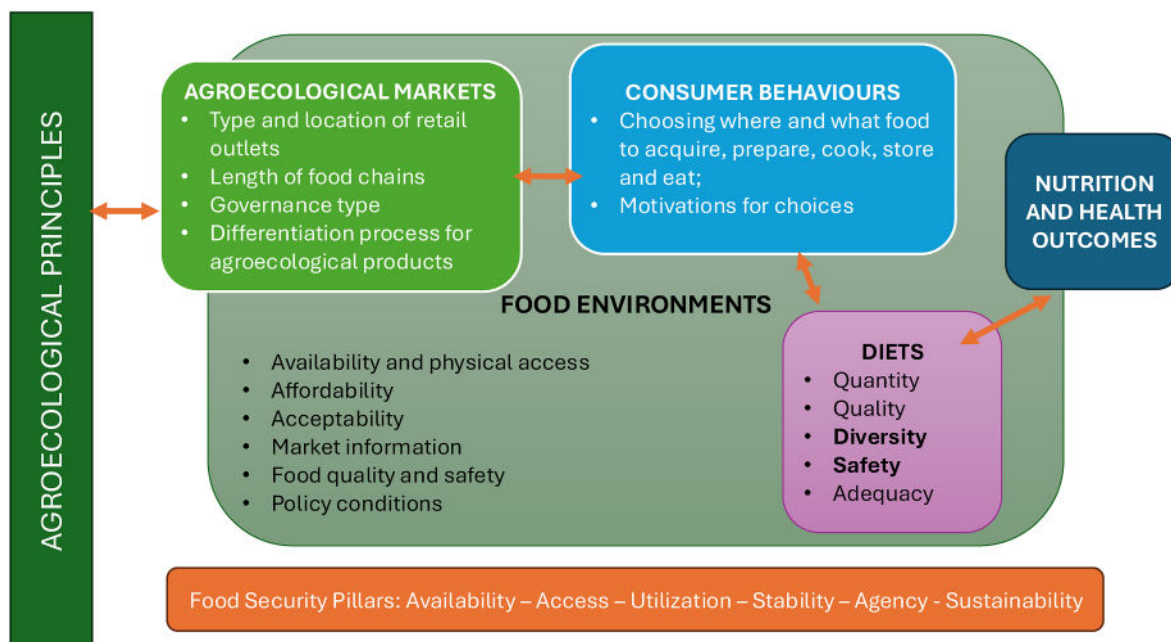 AGROECOLOGICAL PRINCIPLES
AGROECOLOGICAL MARKETS
• Type and location of retail
outlets
• Length of food chains
• Governance type
• Differentiation process for
agroecological products
CONSUMER BEHAVIOURS
• Choosing where and what food
to acquire, prepare, cook, store
and eat;
• Motivations for choices
NUTRITION
AND HEALTH
OUTCOMES
FOOD ENVIRONMENTS
• Availability and physical access
• Affordability
• Acceptability
• Market information
• Food quality and safety
• Policy conditions
DIETS
• Quantity
• Quality
• Diversity
• Safety
• Adequacy
Food Security Pillars: Availability – Access – Utilization – Stability – Agency - Sustainability